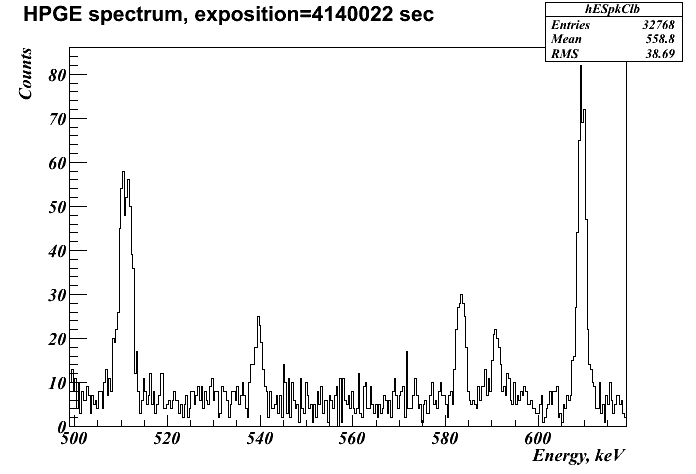 HPGE spectrum, exposition=4140022 sec
hESpkClb
Entries 32768
Mean 558.8
RMS 38.69
Counts
80
70
60
50
40
30
20
10
0
500 520 540 560 580 600
Energy, keV